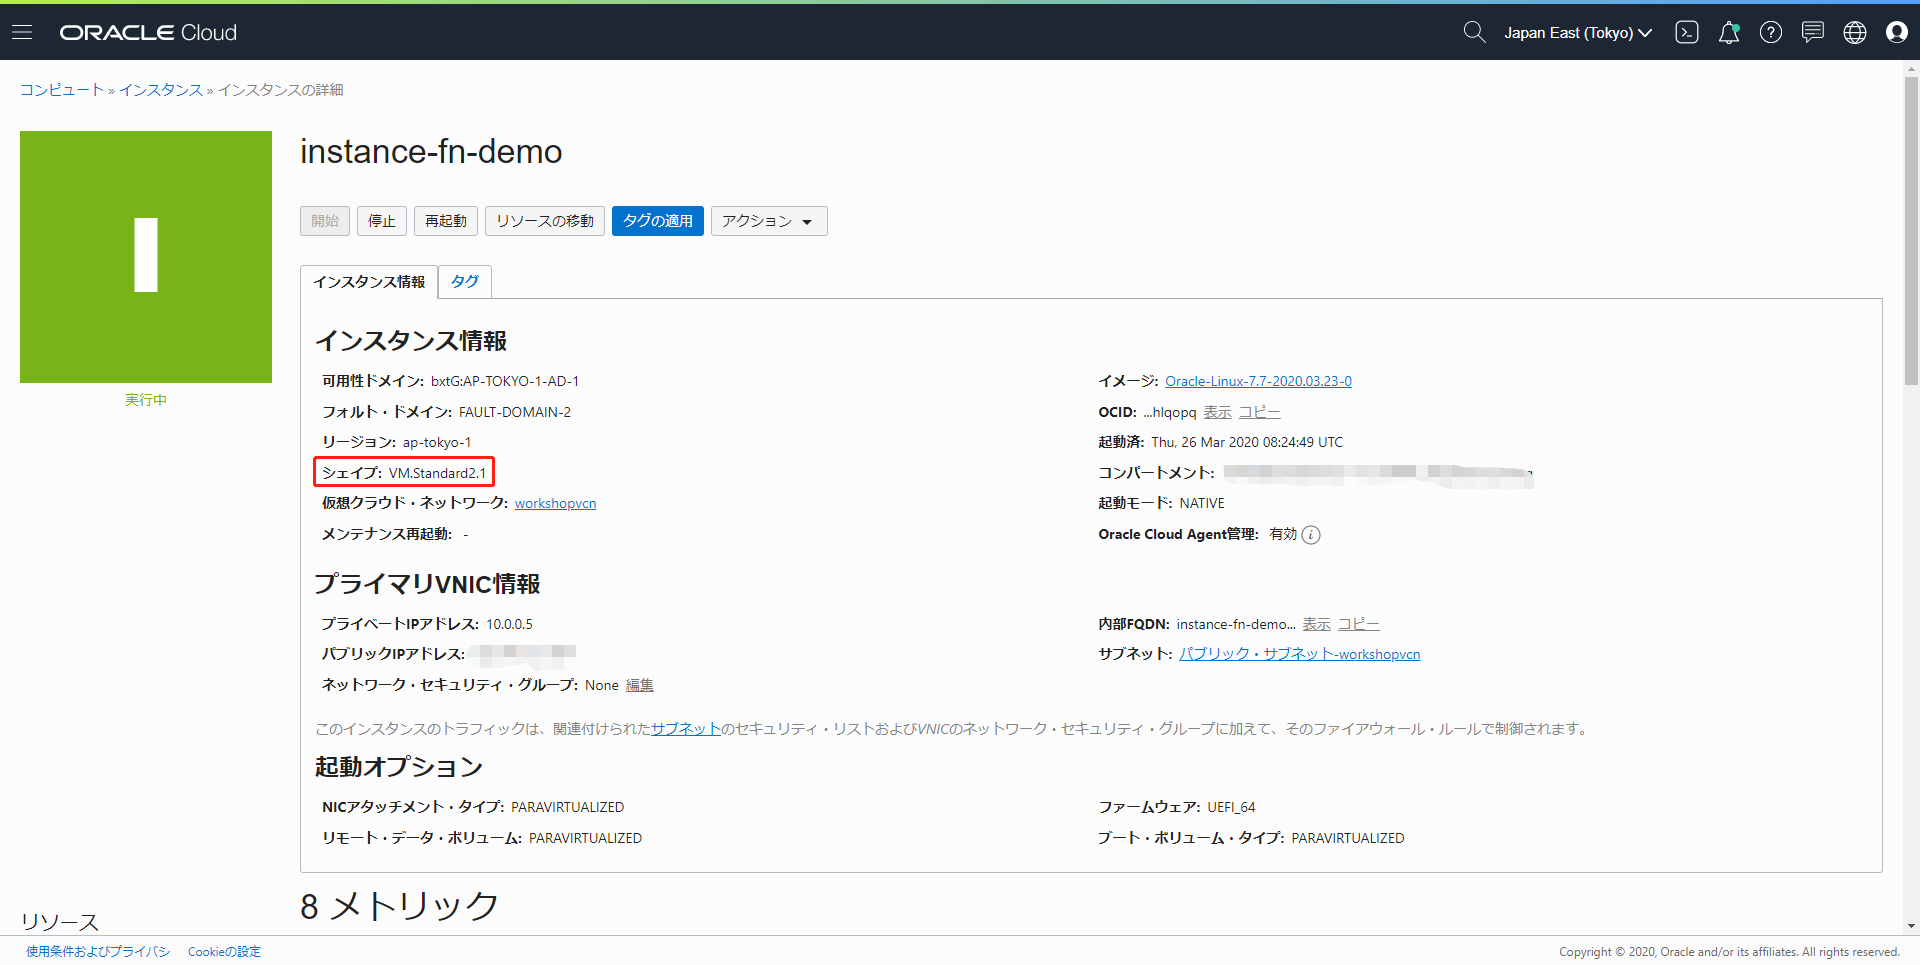 ORACLE Cloud
Japan East (Tokyo)
コンピュート » インスタンス » インスタンスの詳細
I
実行中
instance-fn-demo
開始 停止 再起動 リソースの移動 タグの適用 アクション
インスタンス情報 タグ
インスタンス情報
可用性ドメイン: bxtG:AP-TOKYO-1-AD-1
フォルト・ドメイン: FAULT-DOMAIN-2
リージョン: ap-tokyo-1
シェイプ: VM.Standard2.1
仮想クラウド・ネットワーク: workshopvcn
メンテナンス再起動: -
イメージ: Oracle-Linux-7.7-2020.03.23-0
OCID: ...hlqopq 表示 コピー
起動済: Thu, 26 Mar 2020 08:24:49 UTC
コンパートメント:
起動モード: NATIVE
Oracle Cloud Agent管理: 有効
プライマリVNIC情報
プライベートIPアドレス: 10.0.0.5
パブリックIPアドレス:
ネットワーク・セキュリティ・グループ: None 編集
内部FQDN: instance-fn-demo... 表示 コピー
サブネット: パブリック・サブネット-workshopvcn
このインスタンスのトラフィックは、関連付けられたサブネットのセキュリティ・リストおよびVNICのネットワーク・セキュリティ・グループに加えて、そのファイアウォール・ルールで制御されます。
起動オプション
NICアタッチメント・タイプ: PARAVIRTUALIZED
リモート・データ・ボリューム: PARAVIRTUALIZED
ファームウェア: UEFI_64
ブート・ボリューム・タイプ: PARAVIRTUALIZED
8 メトリック
リソース
使用条件およびプライバシ Cookieの設定
Copyright © 2020, Oracle and/or its affiliates. All rights reserved.